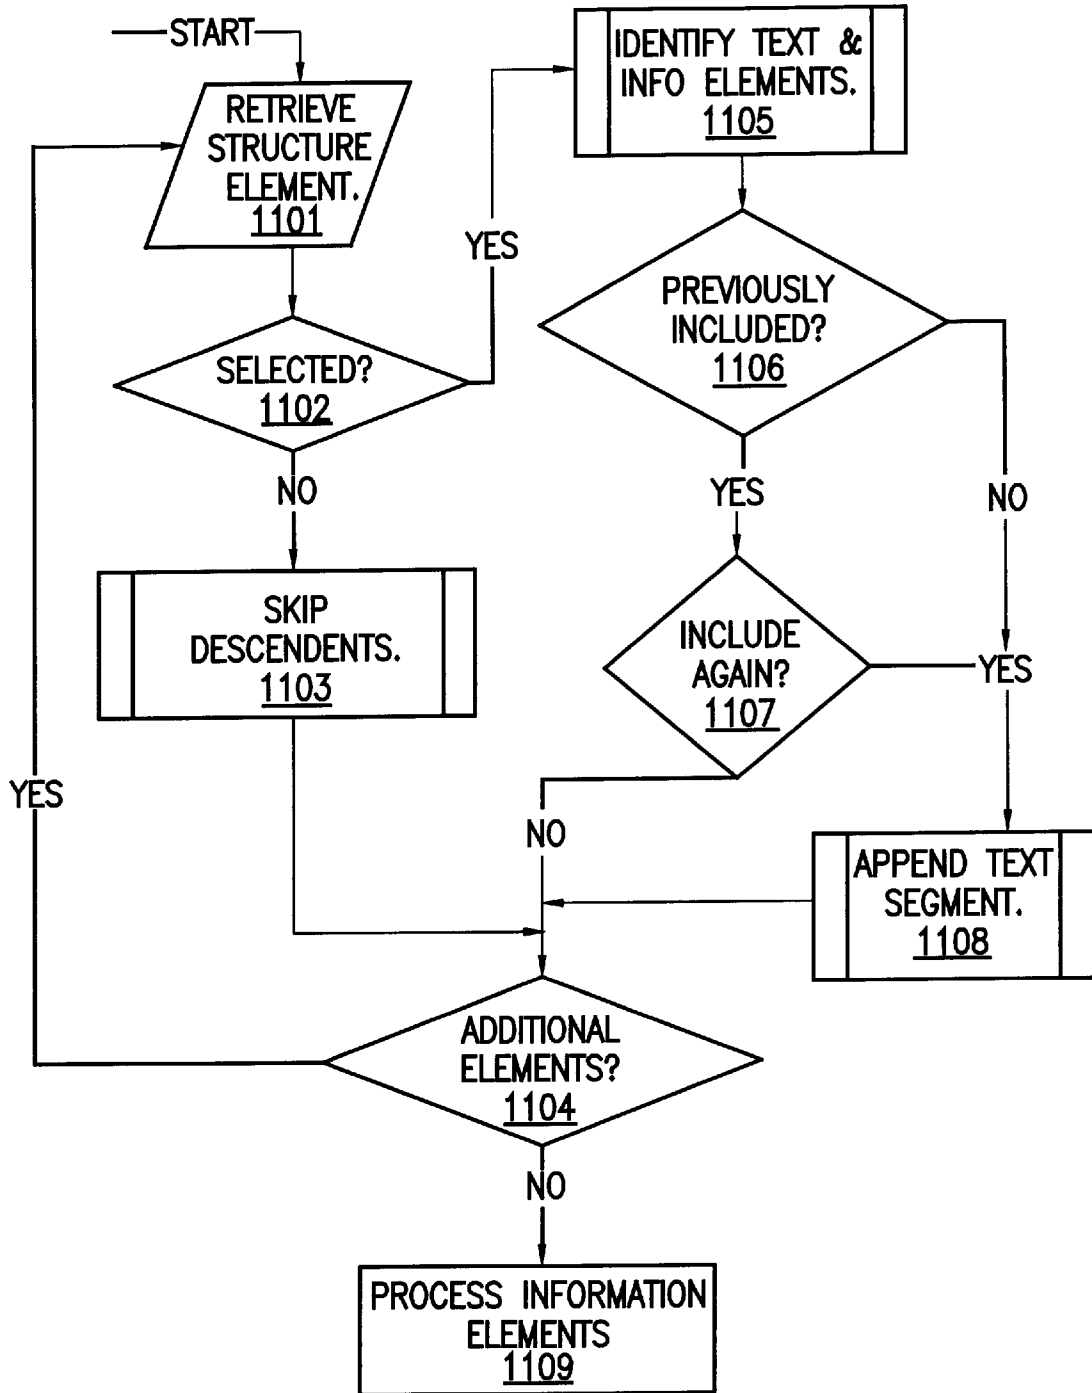 START
RETRIEVE
STRUCTURE
ELEMENT.
1101
SELECTED?
1102
YES
NO
SKIP
DESCENDENTS.
1103
IDENTIFY TEXT &
INFO ELEMENTS.
1105
PREVIOUSLY
INCLUDED?
1106
YES
NO
INCLUDE
AGAIN?
1107
YES
NO
APPEND TEXT
SEGMENT.
1108
ADDITIONAL
ELEMENTS?
1104
YES
NO
PROCESS INFORMATION
ELEMENTS
1109